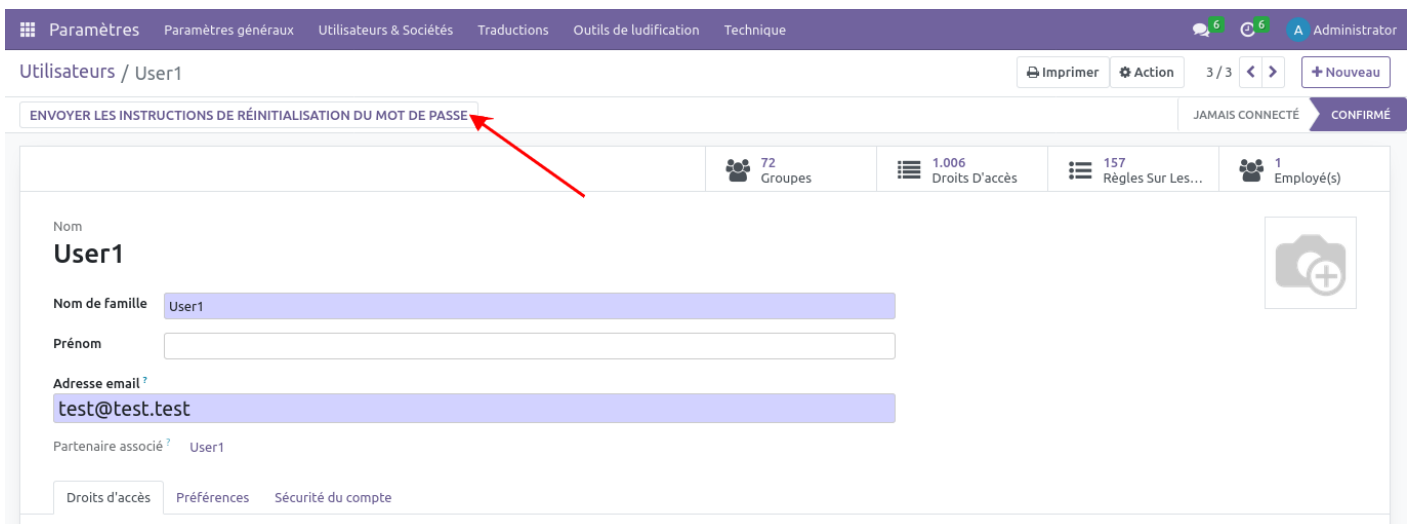 Paramètres Paramètres généraux Utilisateurs & Sociétés Traductions Outils de ludification Technique 6 6 A Administrator
Utilisateurs / User1 Imprimer Action 3 / 3 + Nouveau
ENVOYER LES INSTRUCTIONS DE RÉINITIALISATION DU MOT DE PASSE JAMAIS CONNECTÉ CONFIRMÉ
72 1.006 157 1
Groupes Droits D'accès Règles Sur Les... Employé(s)
Nom
User1
Nom de famille User1
Prénom
Adresse email ?
test@test.test
Partenaire associé ? User1
Droits d'accès Préférences Sécurité du compte